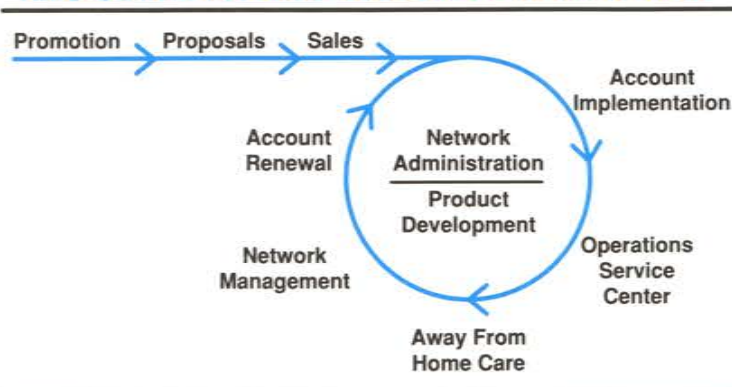 Promotion
Proposals
Sales
Account
Implementation
Account
Renewal
Network
Administration
Product
Development
Operations
Service
Center
Network
Management
Away From
Home Care